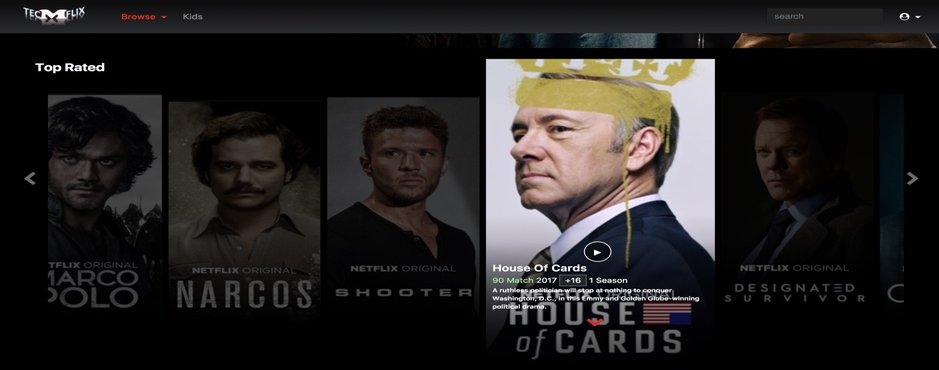 TECMFLIX
Browse
Kids
search
Top Rated
NETFLIX ORIGINAL
MARCO
POLO
NETFLIX ORIGINAL
NARCOS
NETFLIX ORIGINAL
SHOOTER
House Of Cards
90 Match 2017 +16 1 Season
A ruthless politician will stop at nothing to conquer
Washington, D.C., in this Emmy and Golden Globe-winning
political drama.
HOUSE
of CARDS
NETFLIX ORIGINAL
DESIGNATED
SURVIVOR